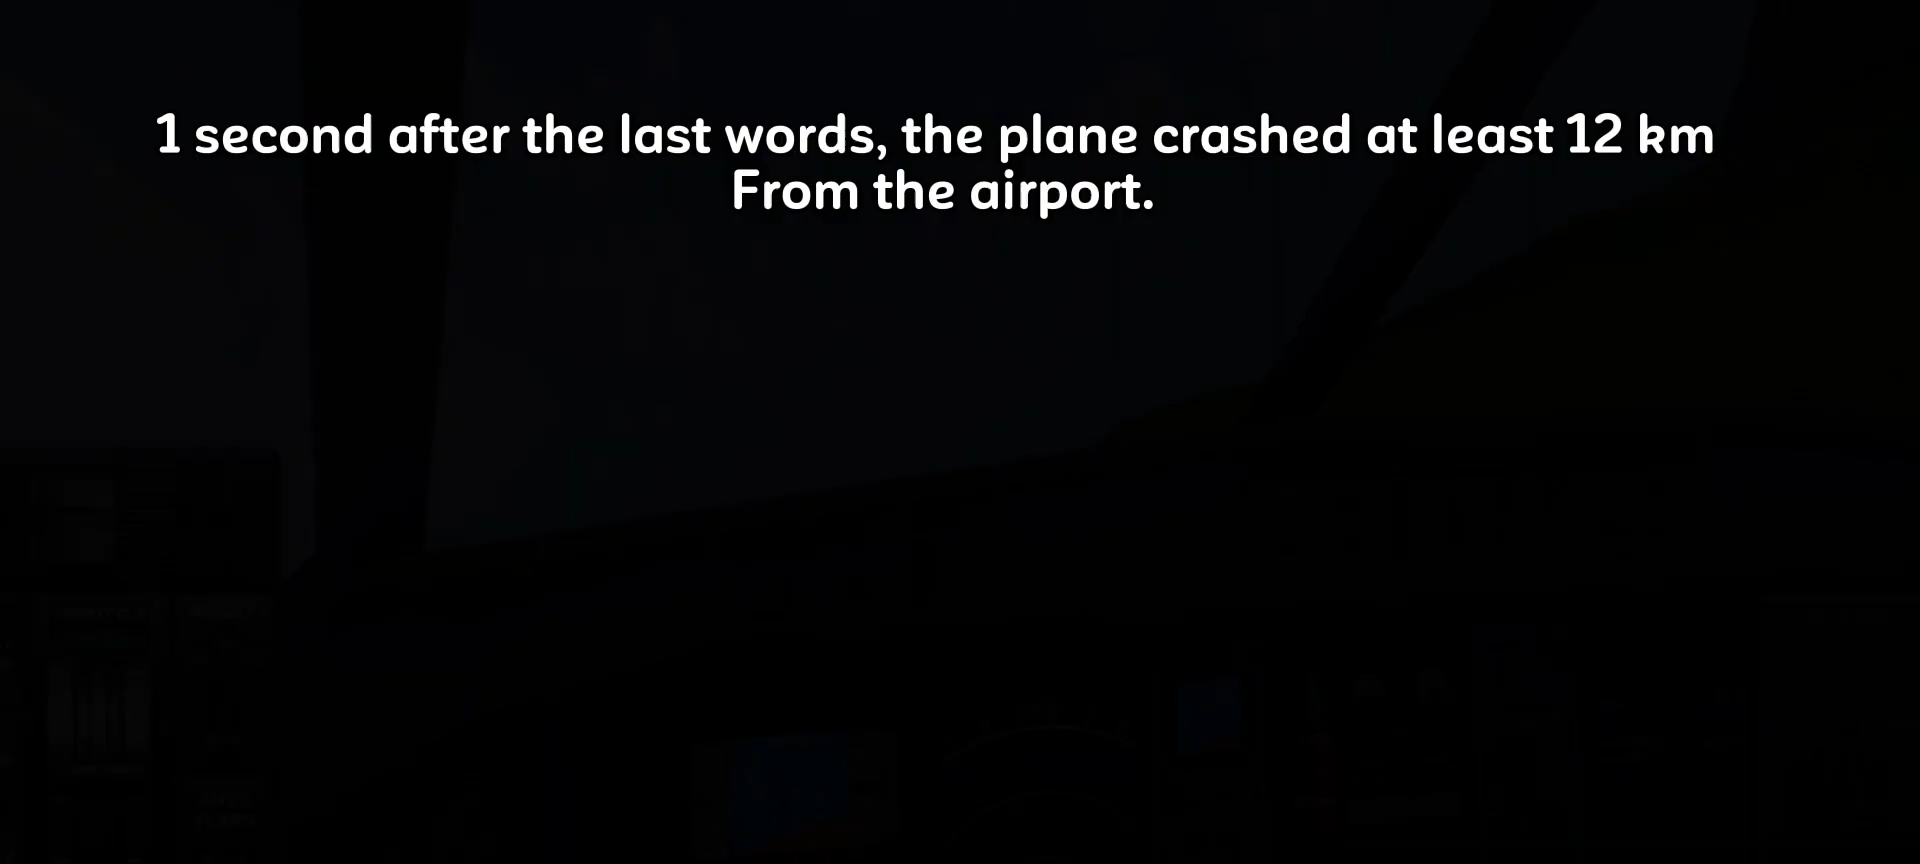 1 second after the last words, the plane crashed at least 12 km
From the airport.